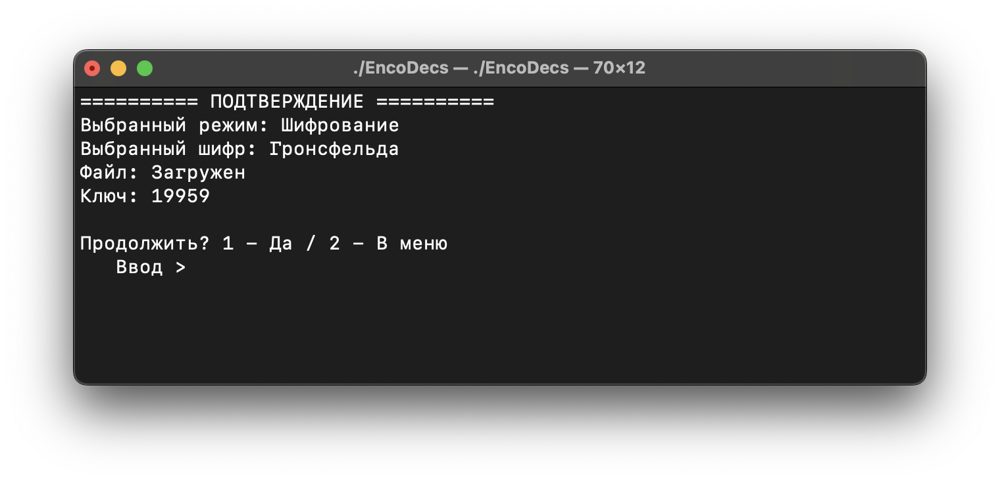 ./EncoDecs — ./EncoDecs — 70×12
========== ПОДТВЕРЖДЕНИЕ ==========
Выбранный режим: Шифрование
Выбранный шифр: Гронсфельда
Файл: Загружен
Ключ: 19959
Продолжить? 1 – Да / 2 – В меню
Ввод >